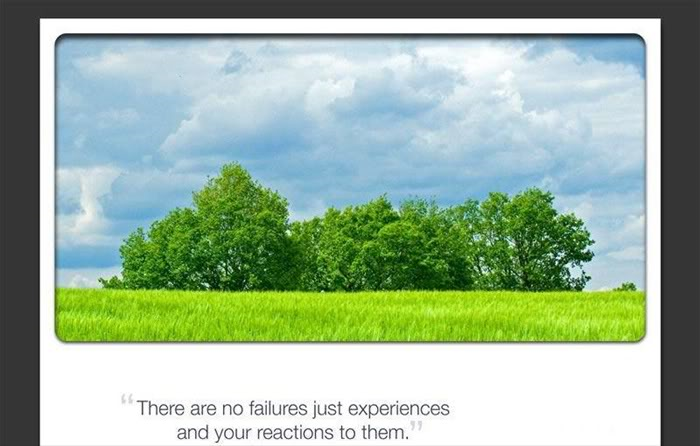 “There are no failures just experiences
and your reactions to them.”